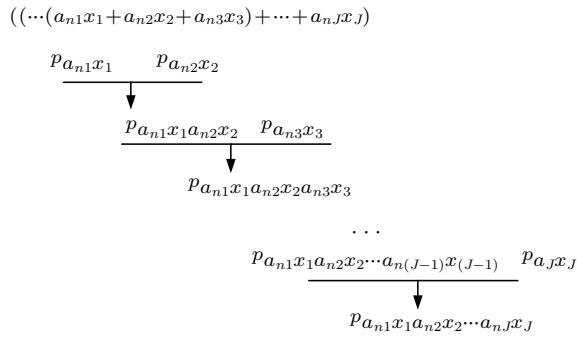 ((···(a_{n1}x_1+a_{n2}x_2+a_{n3}x_3)+···+a_{nJ}x_J)
p_{a_{n1}x_1} p_{a_{n2}x_2}
p_{a_{n1}x_1a_{n2}x_2} p_{a_{n3}x_3}
p_{a_{n1}x_1a_{n2}x_2a_{n3}x_3}
...
p_{a_{n1}x_1a_{n2}x_2···a_{n(J−1)}x_{(J−1)}} p_{a_Jx_J}
p_{a_{n1}x_1a_{n2}x_2···a_{nJ}x_J}